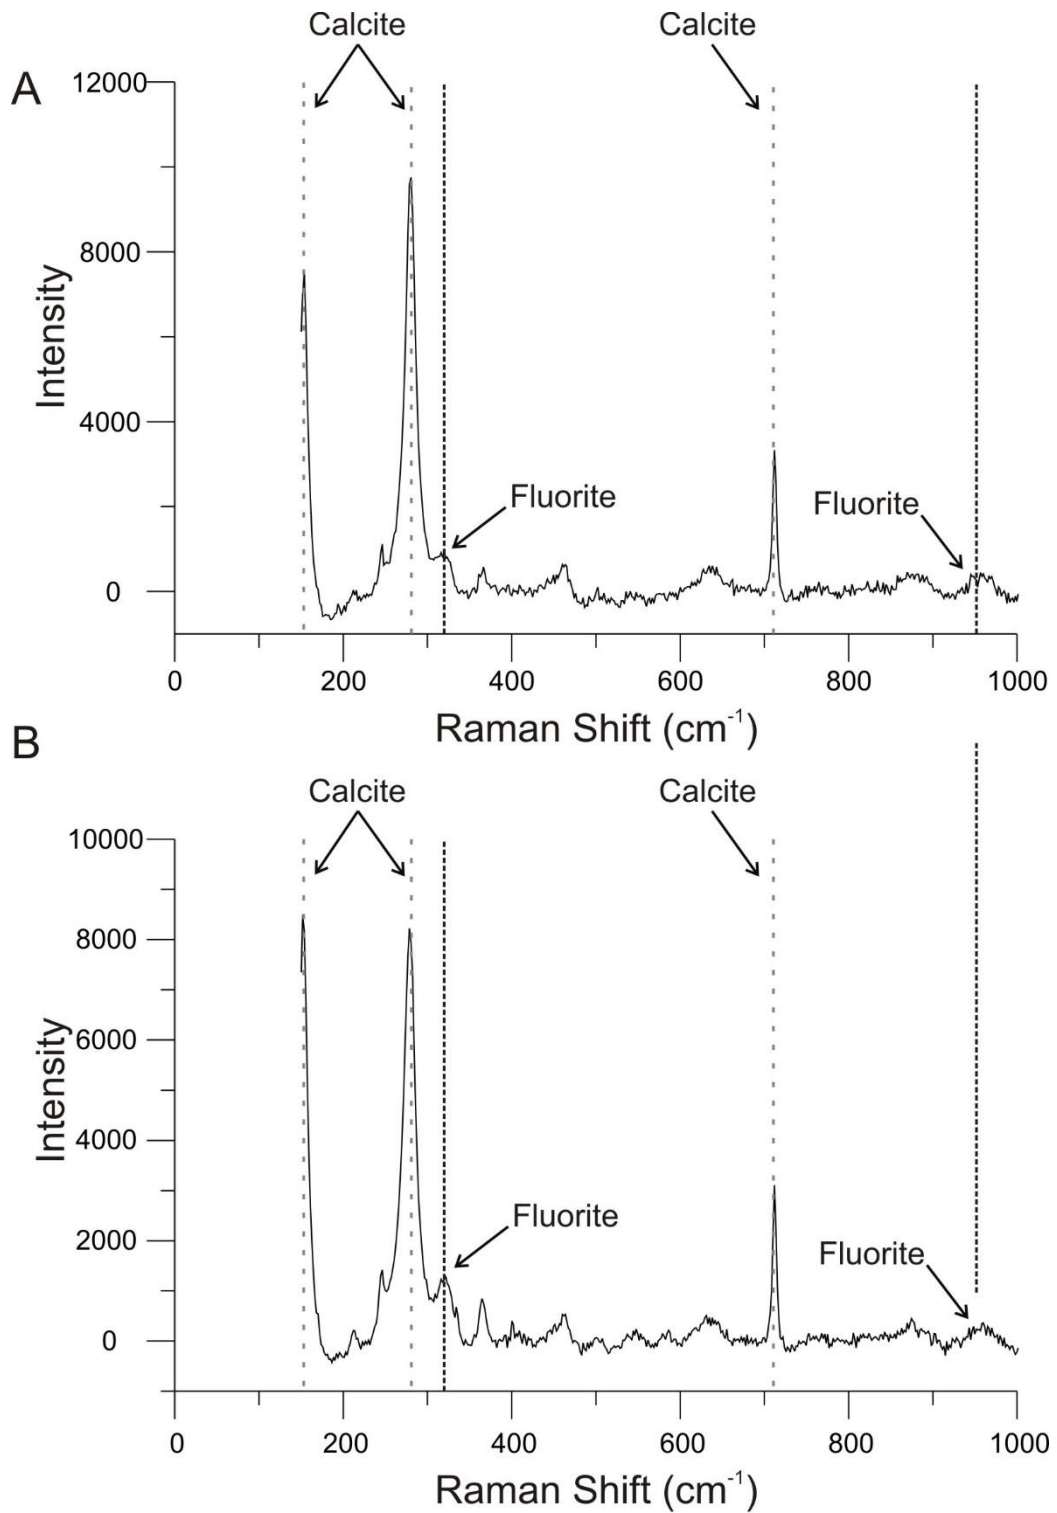 Calcite Calcite
A
12000
8000
4000
0
Intensity
Fluorite
Fluorite
0 200 400 600 800 1000
Raman Shift (cm⁻¹)
B
Calcite Calcite
10000
8000
6000
4000
2000
0
Intensity
Fluorite
Fluorite
0 200 400 600 800 1000
Raman Shift (cm⁻¹)